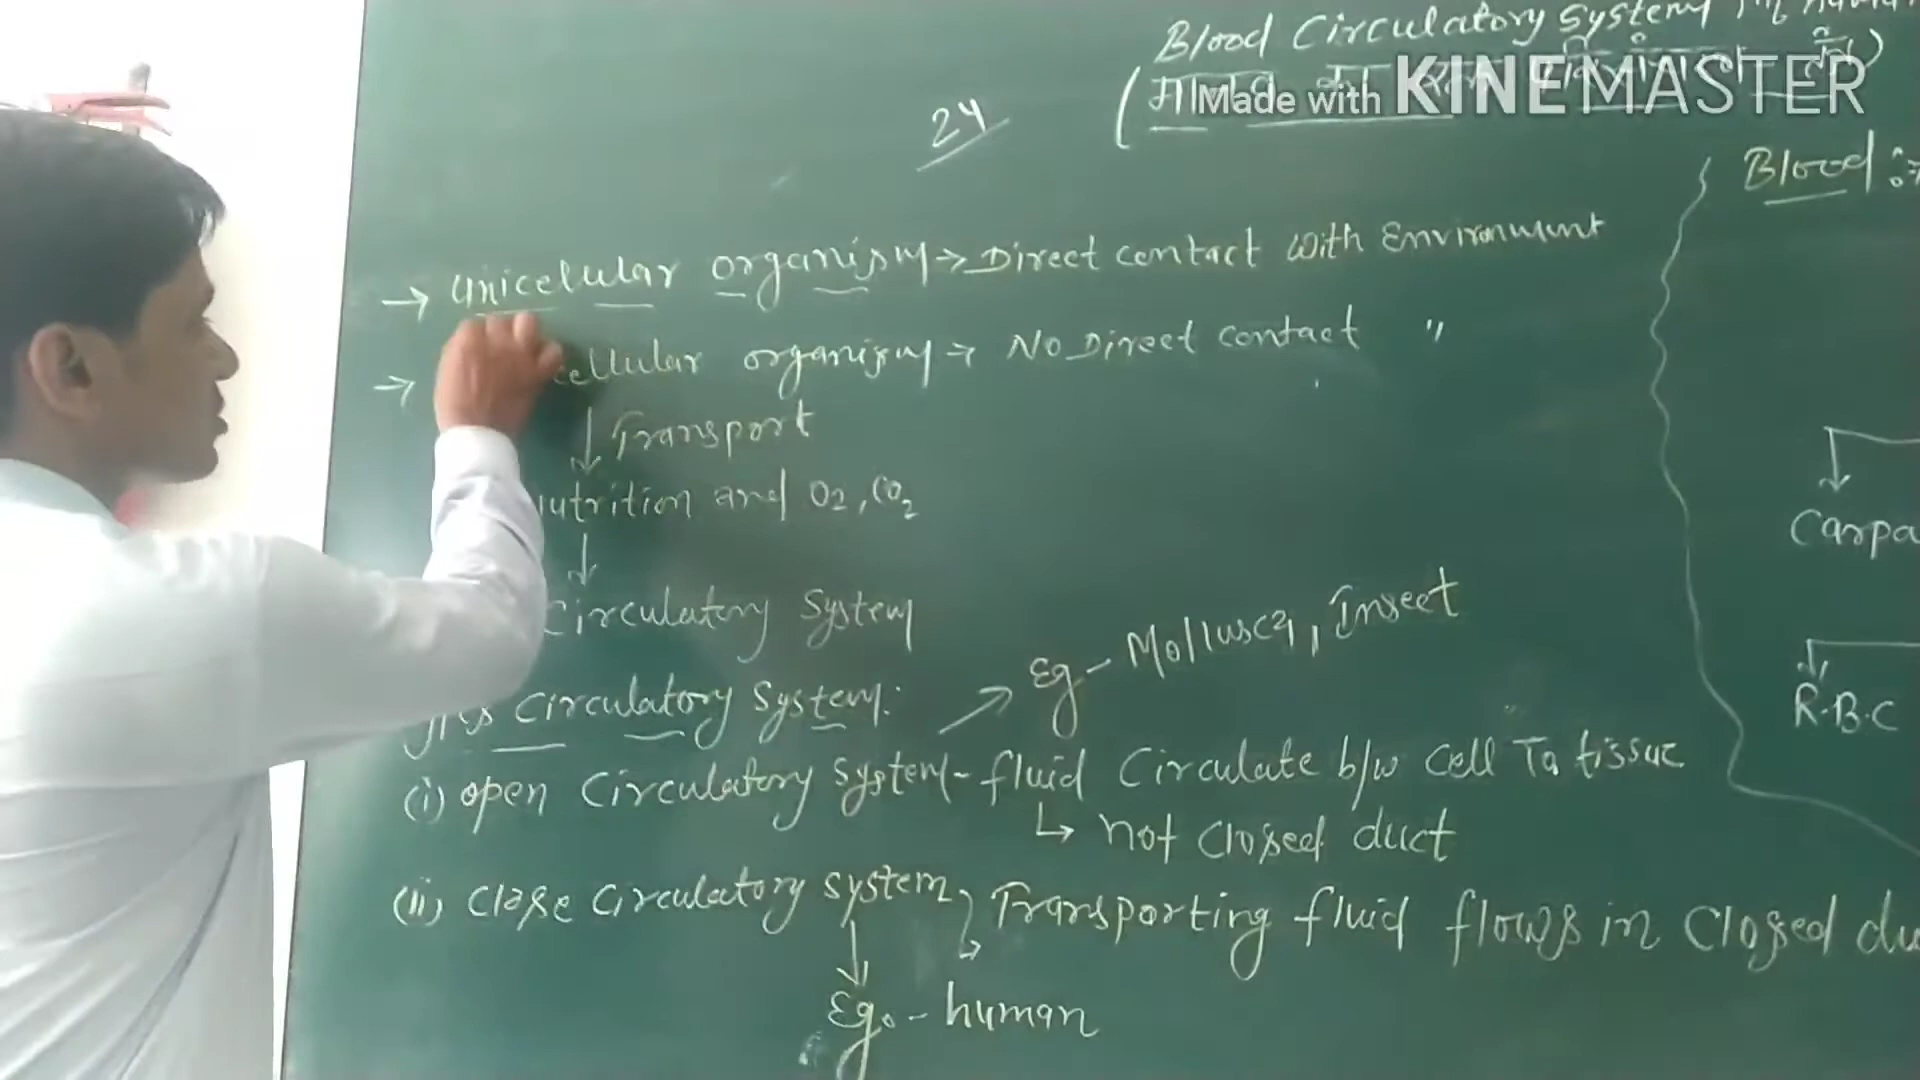 Blood Circulatory System in human
Made with KINEMASTER
24
Blood :-
→ Unicelular organism → Direct contact with Environment
→ cellular organism → No Direct contact "
↓ Transport
utrition and O2, CO2
↓
Circulatory System
Circulatory System:
Eg - Mollusca, Insect
(i) open Circulatory System - fluid Circulate b/w Cell To tissue
↳ not Closed duct
(ii) Close Circulatory system → Transporting fluid flows in Closed du
Eg. - human
Carpa
R.B.C